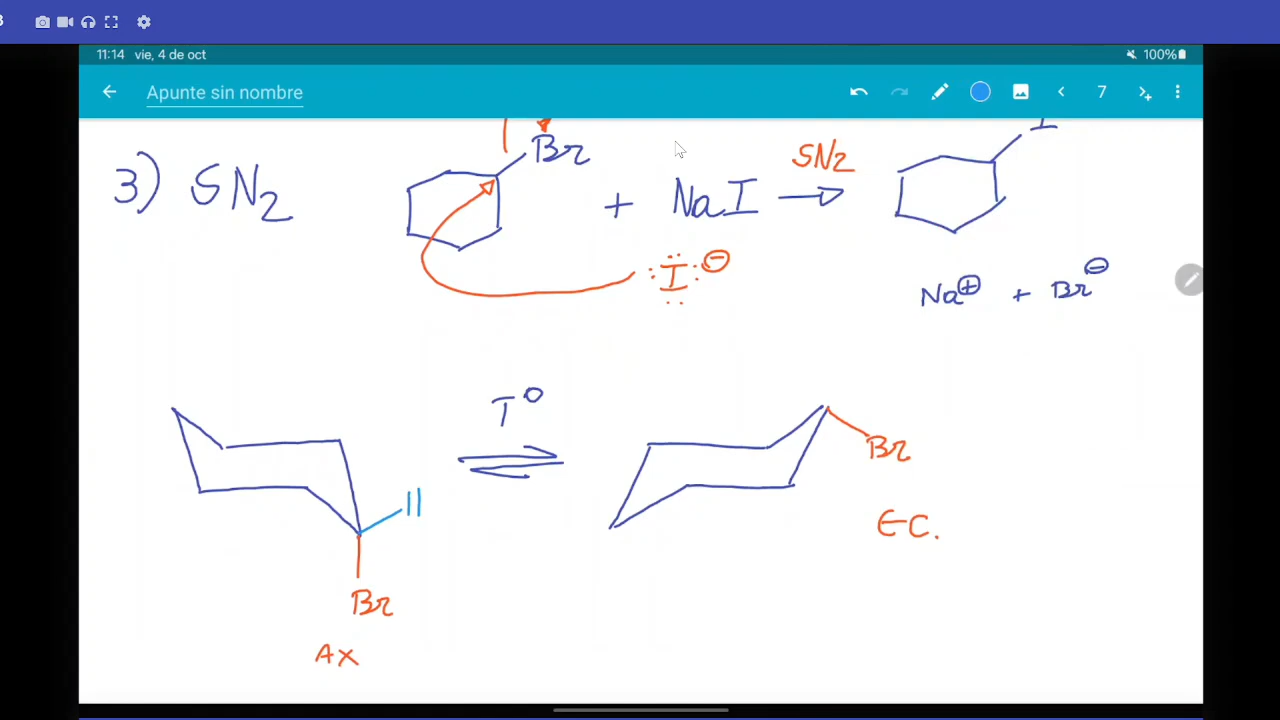 11:14 vie, 4 de oct 100%
Apunte sin nombre 7
3) SN2 Br + NaI SN2 → I
:I: ⊖
Na⊕ + Br⊖
T° ⇌
Br
H
EC.
Br
Ax